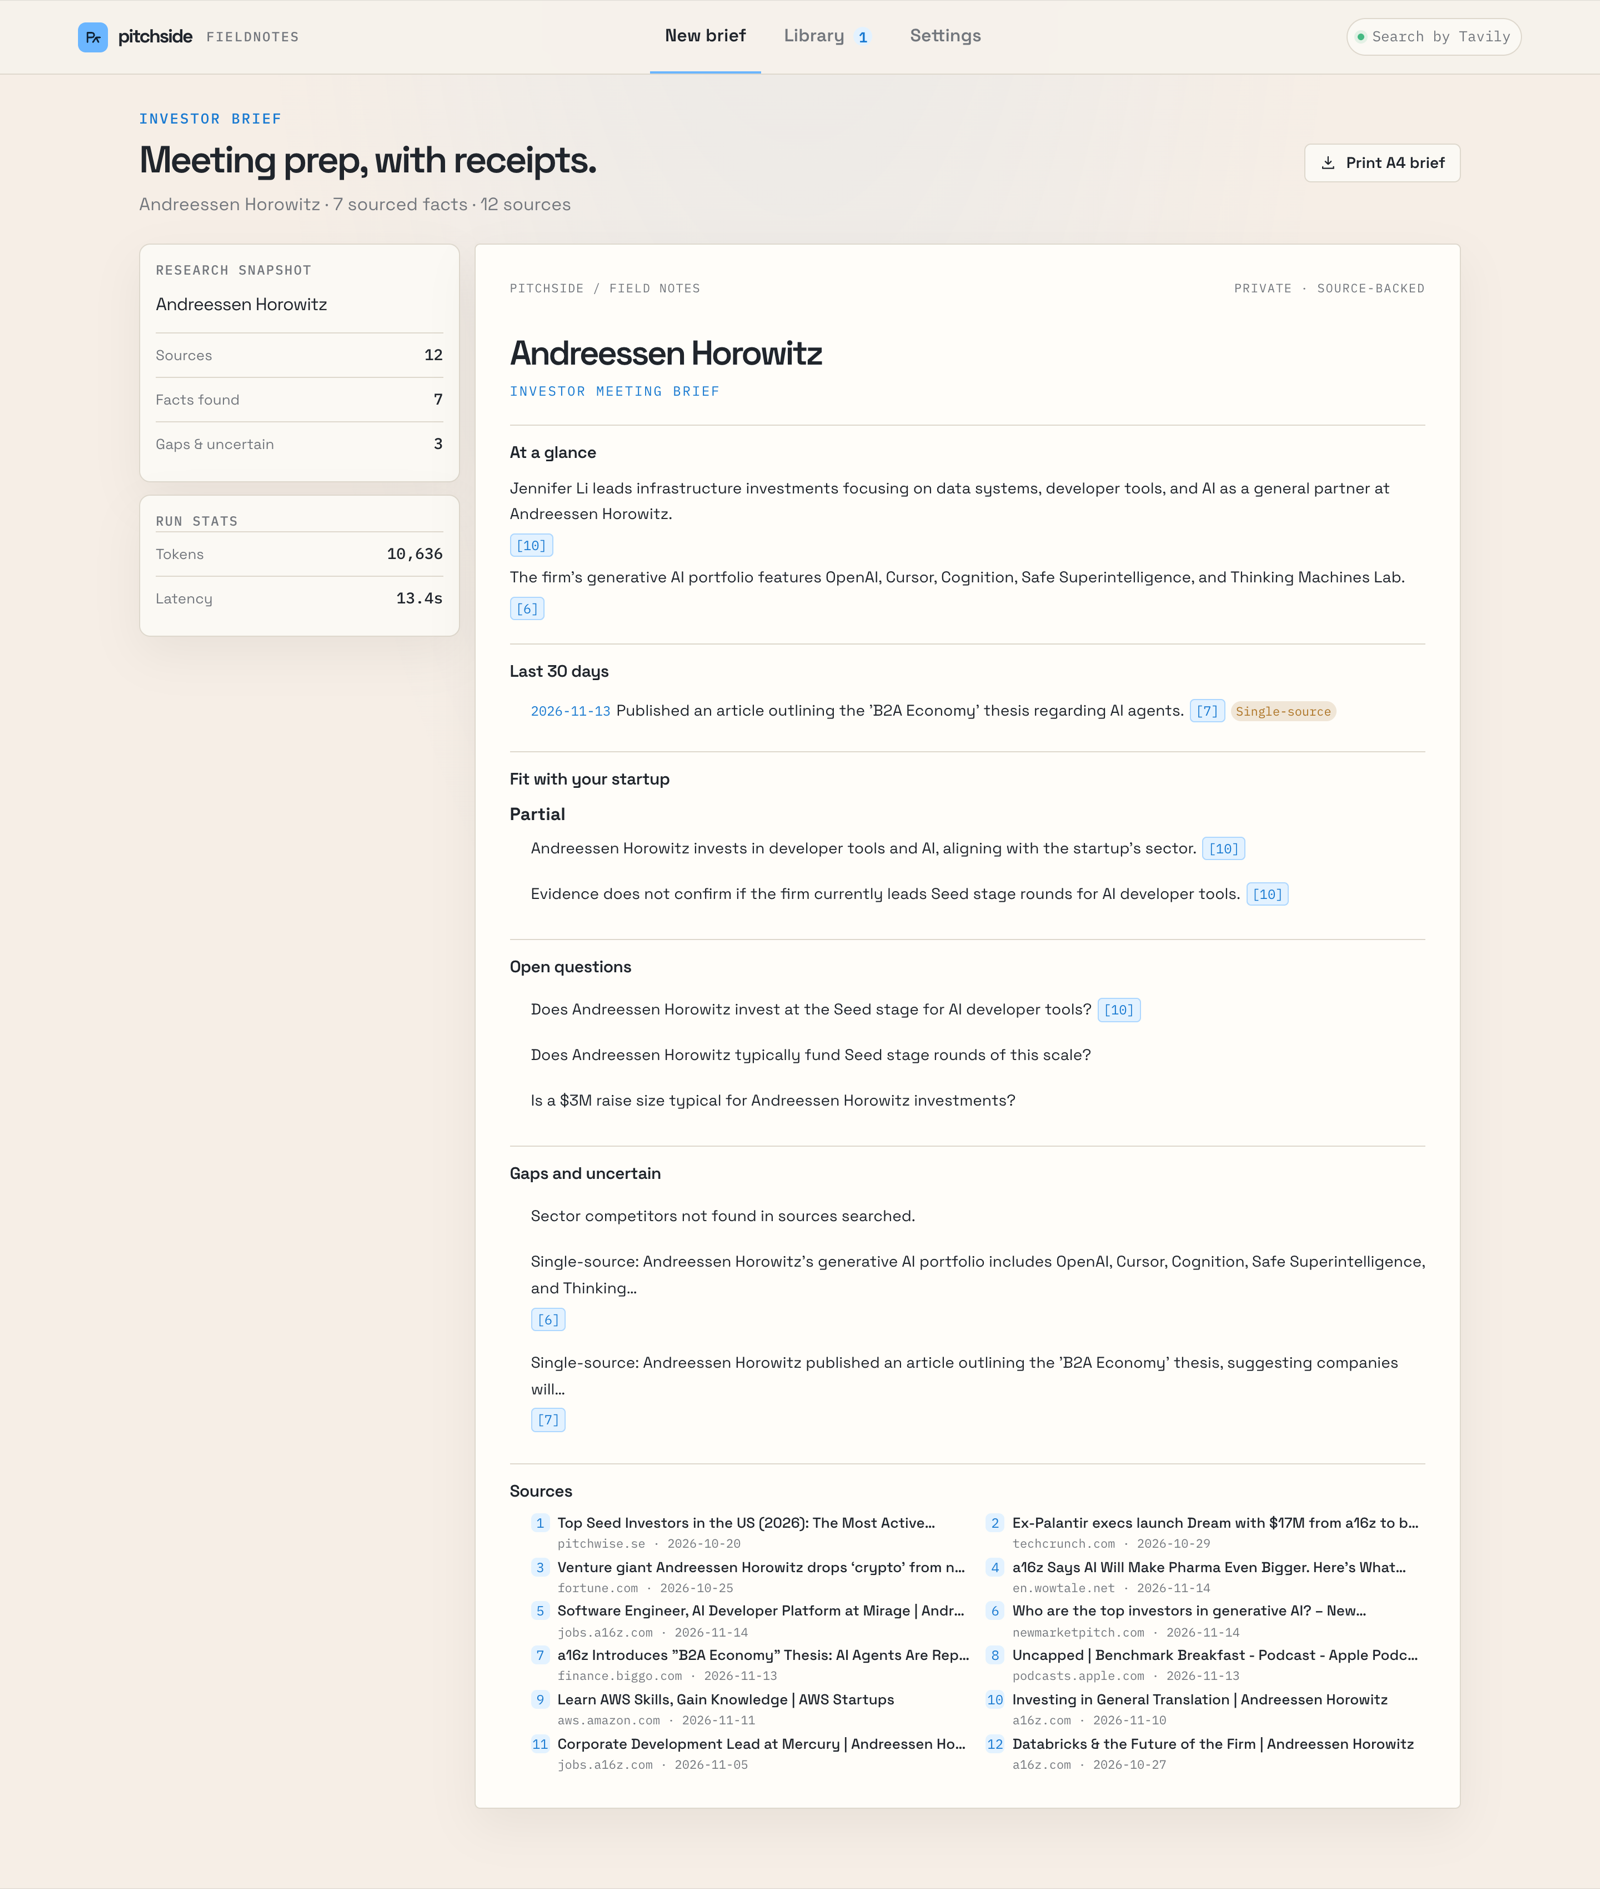 pitchside FIELDNOTES
New brief
Library 1
Settings
Search by Tavily
INVESTOR BRIEF
Meeting prep, with receipts.
Andreessen Horowitz · 7 sourced facts · 12 sources
Print A4 brief
RESEARCH SNAPSHOT
Andreessen Horowitz
Sources 12
Facts found 7
Gaps & uncertain 3
RUN STATS
Tokens 10,636
Latency 13.4s
PITCHSIDE / FIELD NOTES
PRIVATE · SOURCE-BACKED
Andreessen Horowitz
INVESTOR MEETING BRIEF
At a glance
Jennifer Li leads infrastructure investments focusing on data systems, developer tools, and AI as a general partner at
Andreessen Horowitz.
[10]
The firm's generative AI portfolio features OpenAI, Cursor, Cognition, Safe Superintelligence, and Thinking Machines Lab.
[6]
Last 30 days
2026-11-13 Published an article outlining the 'B2A Economy' thesis regarding AI agents. [7] Single-source
Fit with your startup
Partial
Andreessen Horowitz invests in developer tools and AI, aligning with the startup's sector. [10]
Evidence does not confirm if the firm currently leads Seed stage rounds for AI developer tools. [10]
Open questions
Does Andreessen Horowitz invest at the Seed stage for AI developer tools? [10]
Does Andreessen Horowitz typically fund Seed stage rounds of this scale?
Is a $3M raise size typical for Andreessen Horowitz investments?
Gaps and uncertain
Sector competitors not found in sources searched.
Single-source: Andreessen Horowitz's generative AI portfolio includes OpenAI, Cursor, Cognition, Safe Superintelligence,
and Thinking…
[6]
Single-source: Andreessen Horowitz published an article outlining the 'B2A Economy' thesis, suggesting companies
will…
[7]
Sources
1 Top Seed Investors in the US (2026): The Most Active…
pitchwise.se · 2026-10-20
2 Ex-Palantir execs launch Dream with $17M from a16z to b…
techcrunch.com · 2026-10-29
3 Venture giant Andreessen Horowitz drops ‘crypto’ from n…
fortune.com · 2026-10-25
4 a16z Says AI Will Make Pharma Even Bigger. Here's What…
en.wowtale.net · 2026-11-14
5 Software Engineer, AI Developer Platform at Mirage | Andr…
jobs.a16z.com · 2026-11-14
6 Who are the top investors in generative AI? – New…
newmarketpitch.com · 2026-11-14
7 a16z Introduces "B2A Economy" Thesis: AI Agents Are Rep…
finance.biggo.com · 2026-11-13
8 Uncapped | Benchmark Breakfast - Podcast - Apple Podc…
podcasts.apple.com · 2026-11-13
9 Learn AWS Skills, Gain Knowledge | AWS Startups
aws.amazon.com · 2026-11-11
10 Investing in General Translation | Andreessen Horowitz
a16z.com · 2026-11-10
11 Corporate Development Lead at Mercury | Andreessen Ho…
jobs.a16z.com · 2026-11-05
12 Databricks & the Future of the Firm | Andreessen Horowitz
a16z.com · 2026-10-27